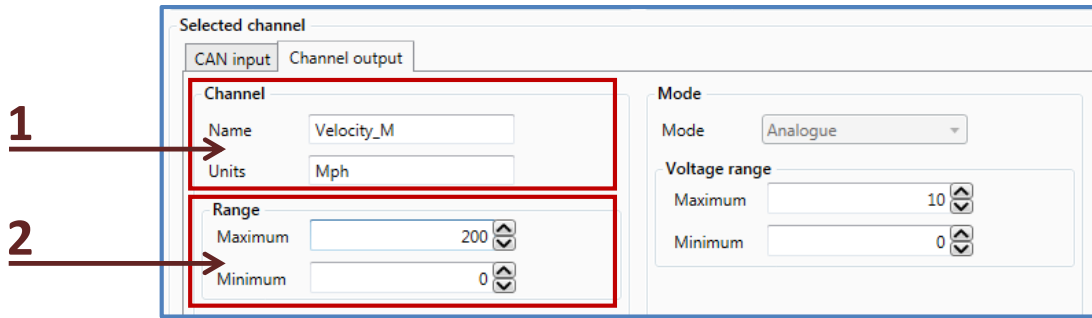 Selected channel
CAN input Channel output
Channel
Name Velocity_M
Units Mph
Range
Maximum 200
Minimum 0
Mode
Mode Analogue
Voltage range
Maximum 10
Minimum 0
1
2